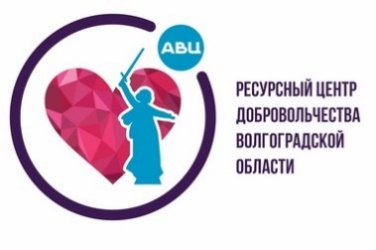 АВЦ
РЕСУРСНЫЙ ЦЕНТР
ДОБРОВОЛЬЧЕСТВА
ВОЛГОГРАДСКОЙ
ОБЛАСТИ